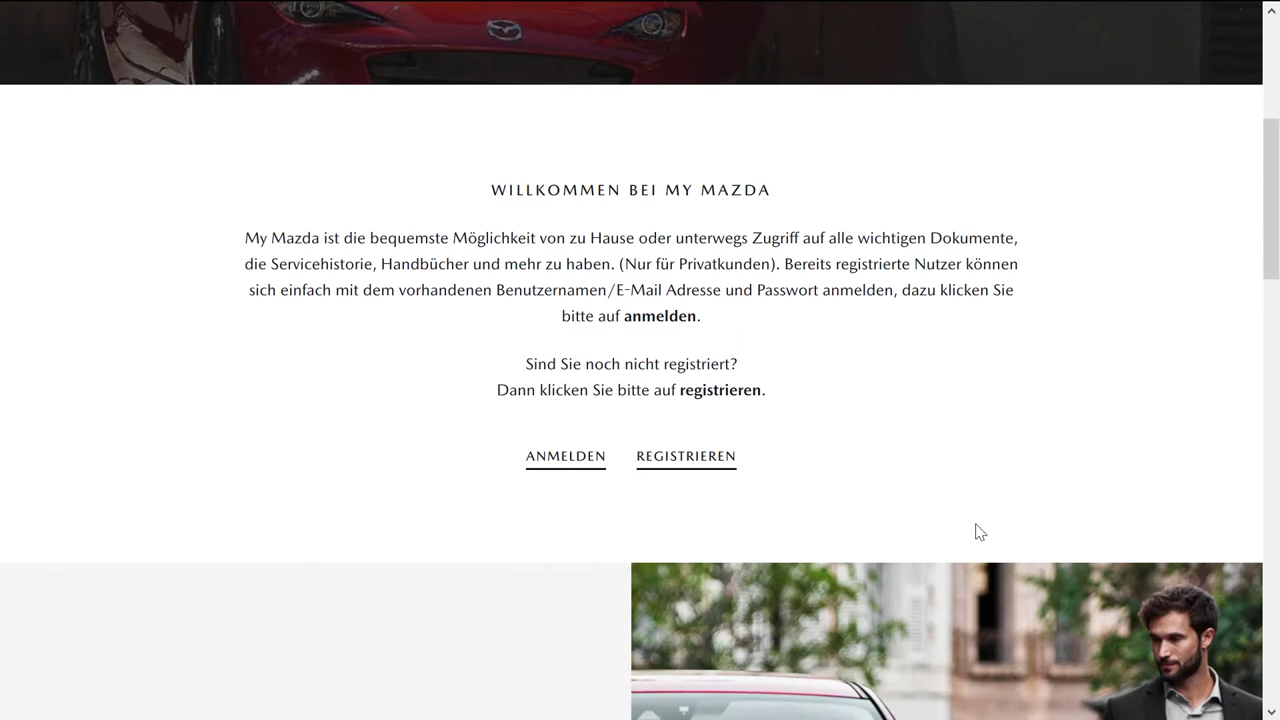 WILLKOMMEN BEI MY MAZDA
My Mazda ist die bequemste Möglichkeit von zu Hause oder unterwegs Zugriff auf alle wichtigen Dokumente,
die Servicehistorie, Handbücher und mehr zu haben. (Nur für Privatkunden). Bereits registrierte Nutzer können
sich einfach mit dem vorhandenen Benutzernamen/E-Mail Adresse und Passwort anmelden, dazu klicken Sie
bitte auf anmelden.
Sind Sie noch nicht registriert?
Dann klicken Sie bitte auf registrieren.
ANMELDEN REGISTRIEREN